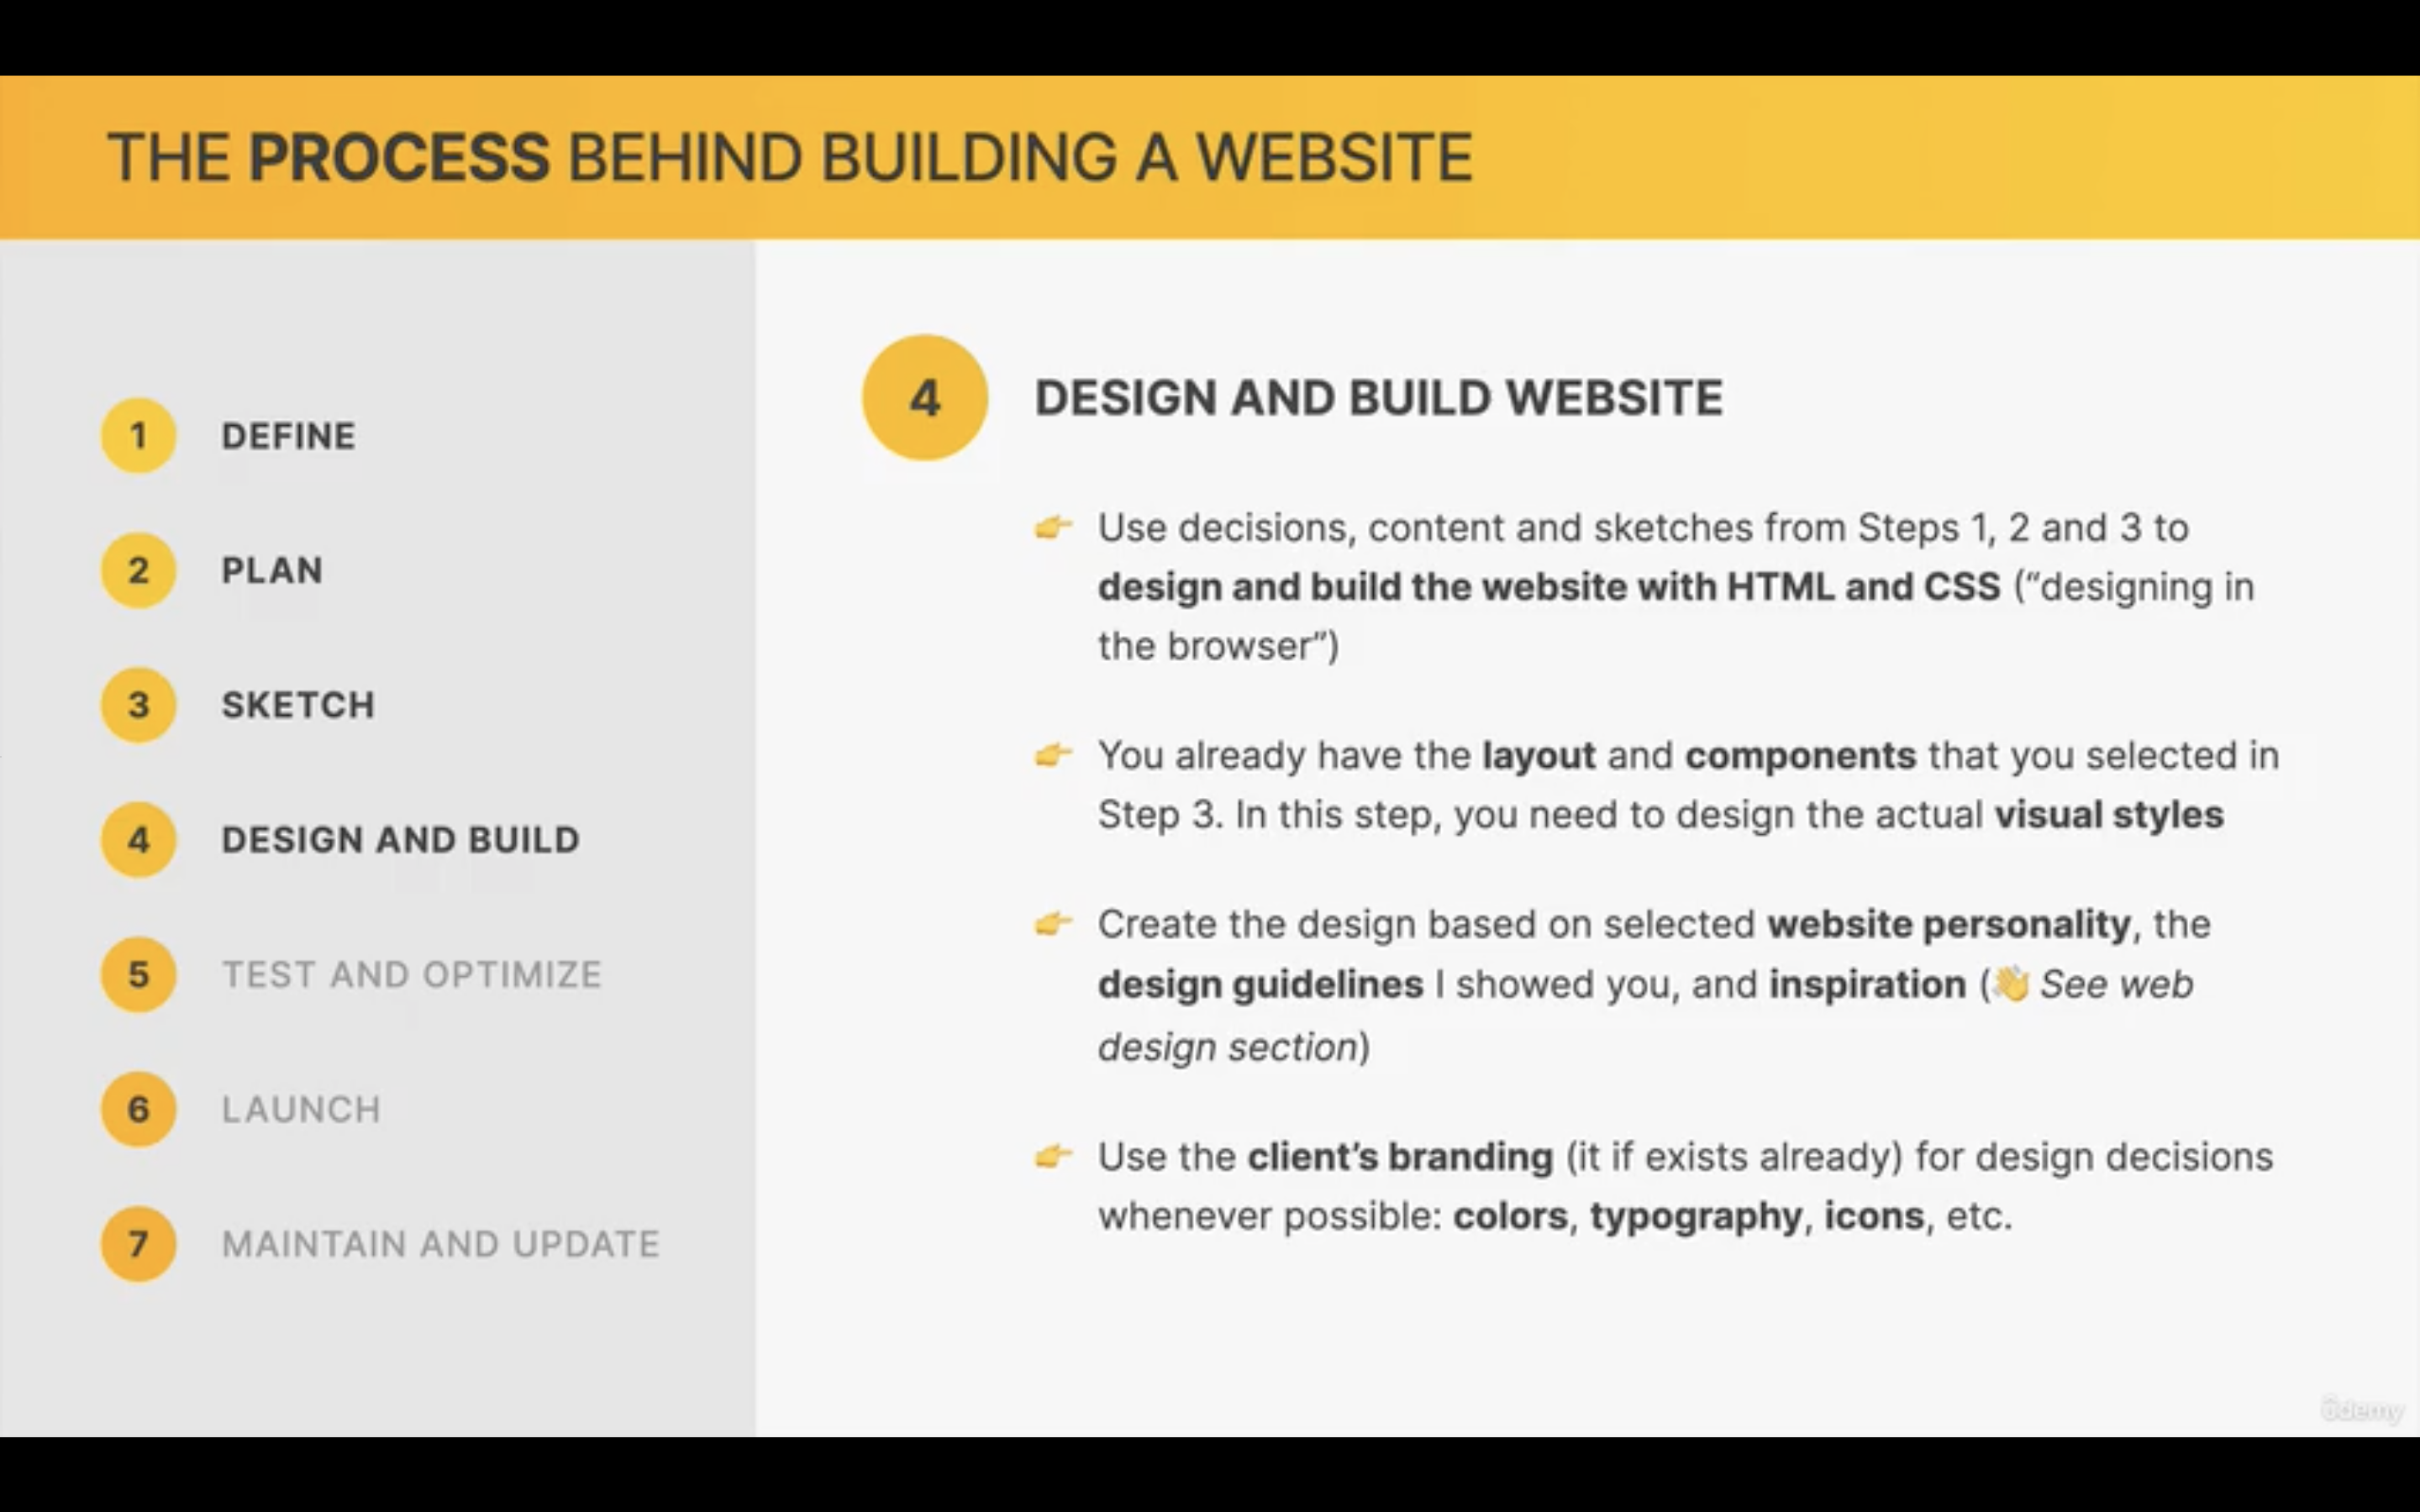 THE PROCESS BEHIND BUILDING A WEBSITE
1 DEFINE
2 PLAN
3 SKETCH
4 DESIGN AND BUILD
5 TEST AND OPTIMIZE
6 LAUNCH
7 MAINTAIN AND UPDATE
4 DESIGN AND BUILD WEBSITE
👉 Use decisions, content and sketches from Steps 1, 2 and 3 to
design and build the website with HTML and CSS (“designing in
the browser”)
👉 You already have the layout and components that you selected in
Step 3. In this step, you need to design the actual visual styles
👉 Create the design based on selected website personality, the
design guidelines I showed you, and inspiration (👋 See web
design section)
👉 Use the client’s branding (it if exists already) for design decisions
whenever possible: colors, typography, icons, etc.
ûdemy